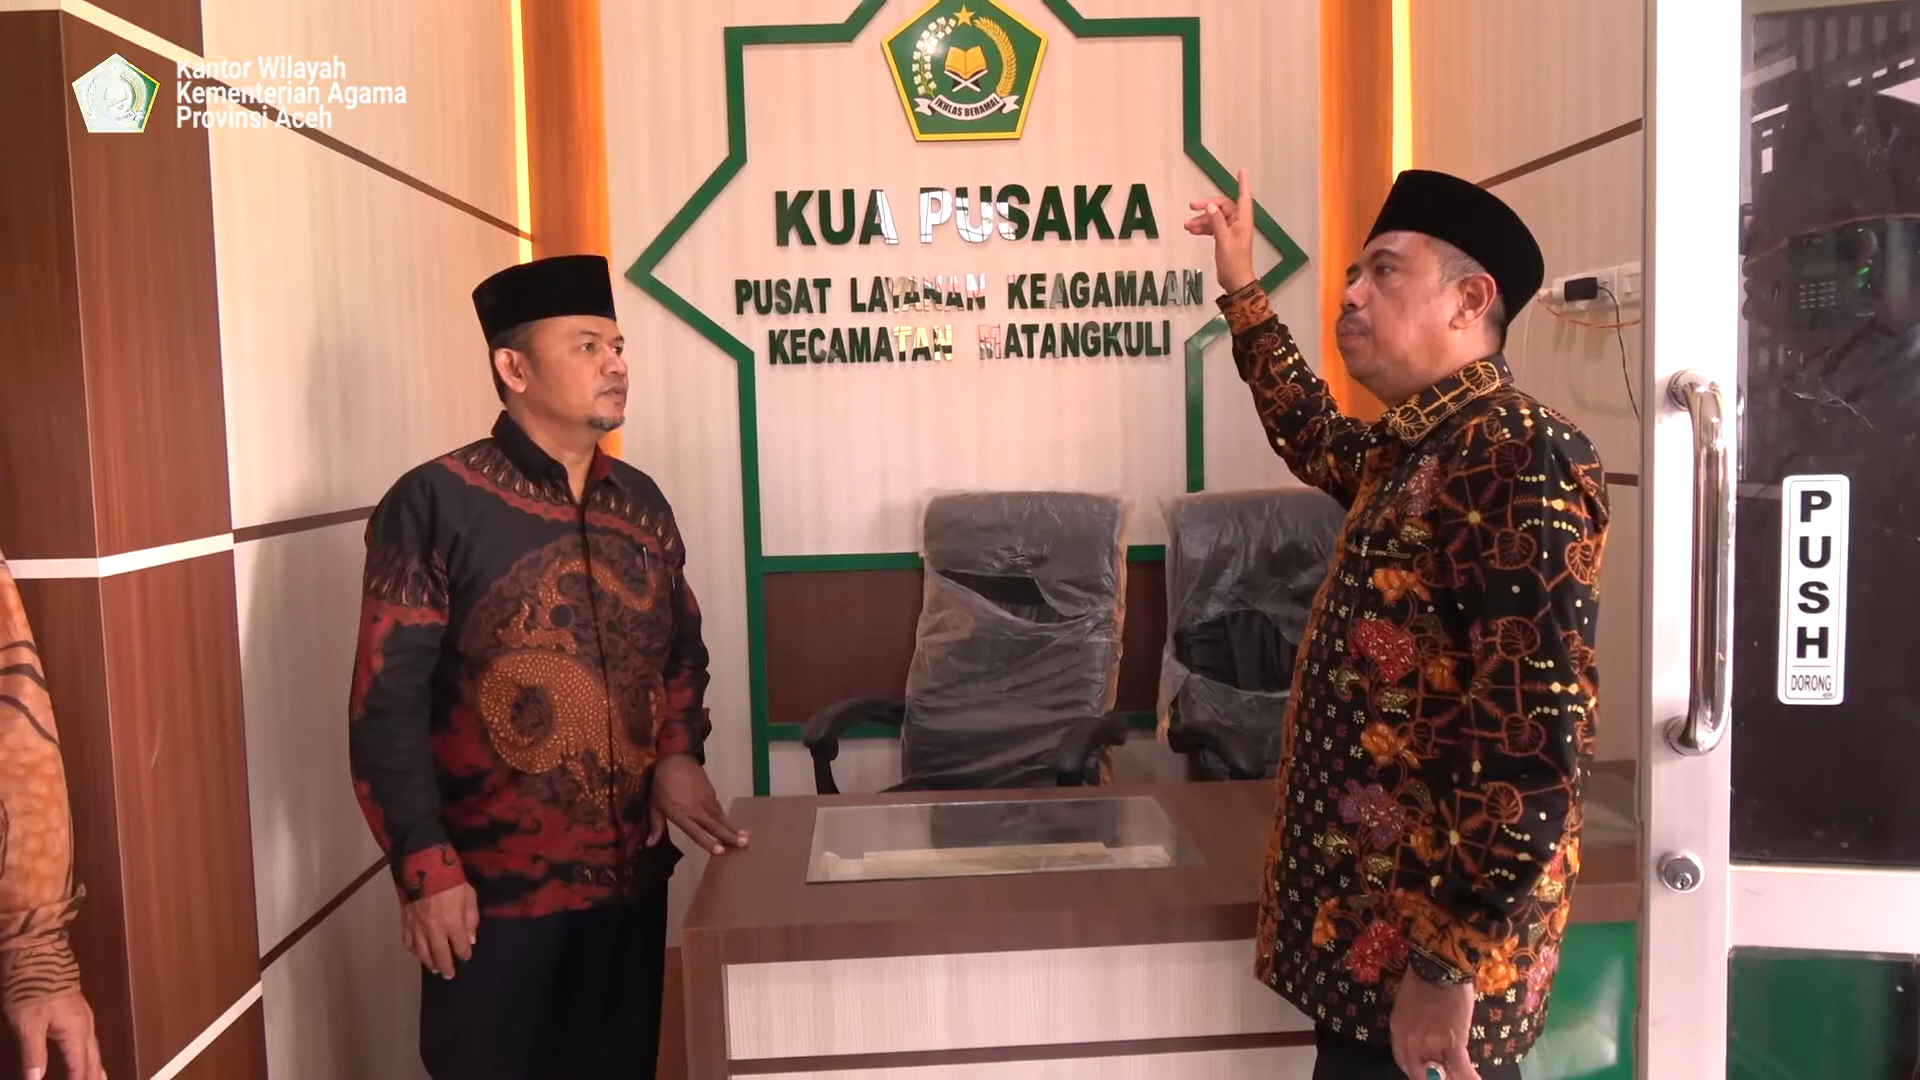 Kantor Wilayah
Kementerian Agama
Provinsi Aceh
IKHLAS BERAMAL
KUA PUSAKA
PUSAT LAYANAN KEAGAMAAN
KECAMATAN MATANGKULI
PUSH
DORONG